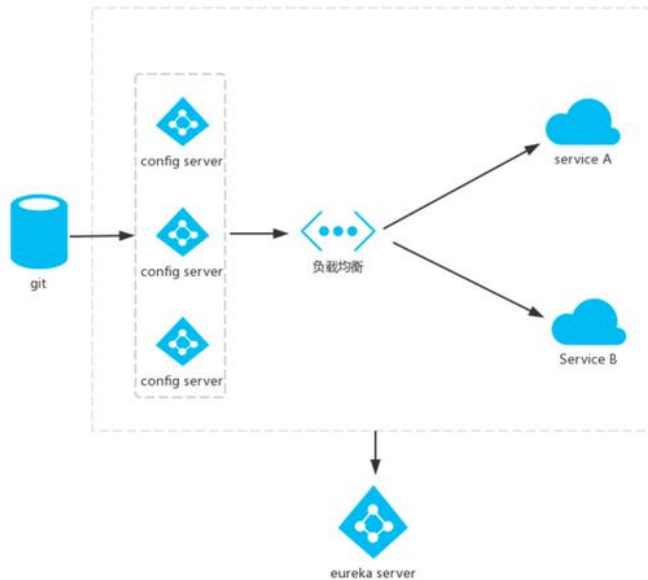 config server
service A
git
config server
负载均衡
config server
Service B
eureka server